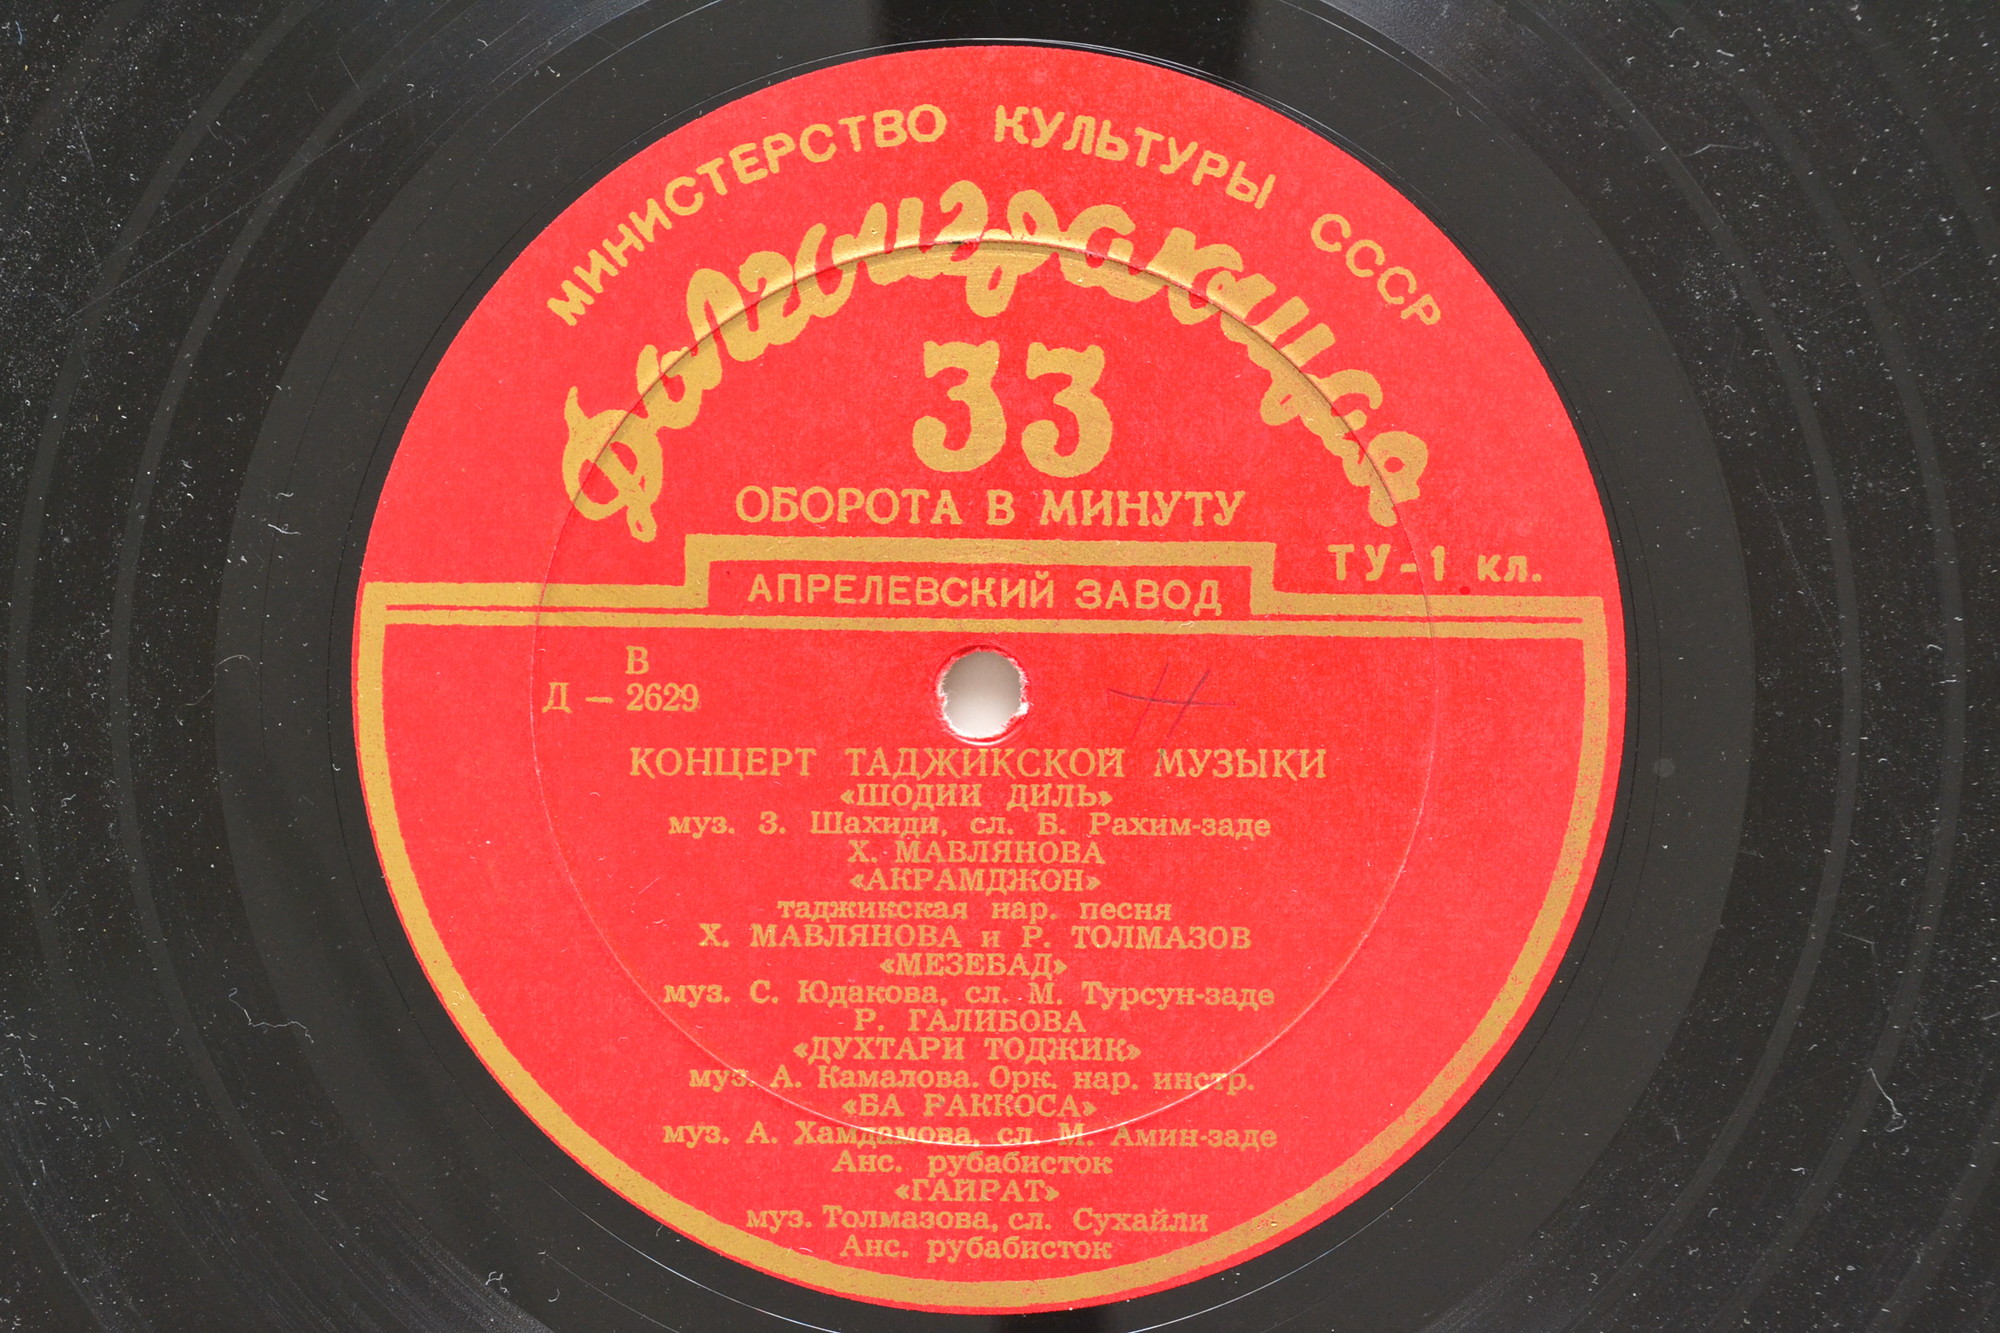 МИНИСТЕРСТВО КУЛЬТУРЫ СССР
Долгоиграющая
33
ОБОРОТА В МИНУТУ
ТУ-1 кл.
АПРЕЛЕВСКИЙ ЗАВОД
В
Д — 2629
КОНЦЕРТ ТАДЖИКСКОЙ МУЗЫКИ
«ШОДИИ ДИЛЬ»
муз. З. Шахиди, сл. Б. Рахим-заде
Х. МАВЛЯНОВА
«АКРАМДЖОН»
таджикская нар. песня
Х. МАВЛЯНОВА и Р. ТОЛМАЗОВ
«МЕЗЕБАД»
муз. С. Юдакова, сл. М. Турсун-заде
Р. ГАЛИБОВА
«ДУХТАРИ ТОДЖИК»
муз. А. Камалова. Орк. нар. инстр.
«БА РАККОСА»
муз. А. Хамдамова, сл. М. Амин-заде
Анс. рубабисток
«ГАЙРАТ»
муз. Толмазова, сл. Сухайли
Анс. рубабисток